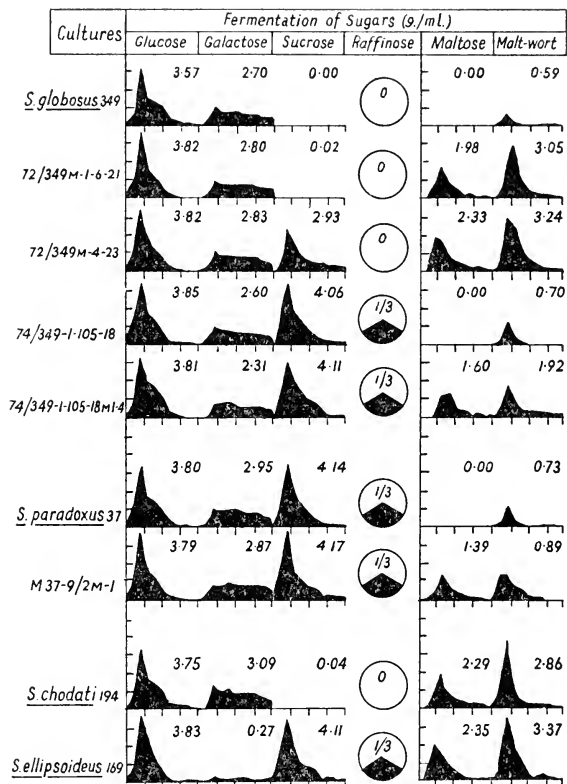 Cultures
Fermentation of Sugars (g./ml.)
Glucose Galactose Sucrose Raffinose Maltose Malt-wort
S. globosus 349 3.57 2.70 0.00 0 0.00 0.59
72/349M-1-6-21 3.82 2.80 0.02 0 1.98 3.05
72/349M-4-23 3.82 2.83 2.93 0 2.33 3.24
74/349-1-105-18 3.85 2.60 4.06 1/3 0.00 0.70
74/349-1-105-18M1-4 3.81 2.31 4.11 1/3 1.60 1.92
S. paradoxus 37 3.80 2.95 4.14 1/3 0.00 0.73
M 37-9/2M-1 3.79 2.87 4.17 1/3 1.39 0.89
S. chodati 194 3.75 3.09 0.04 0 2.29 2.86
S. ellipsoideus 169 3.83 0.27 4.11 1/3 2.35 3.37